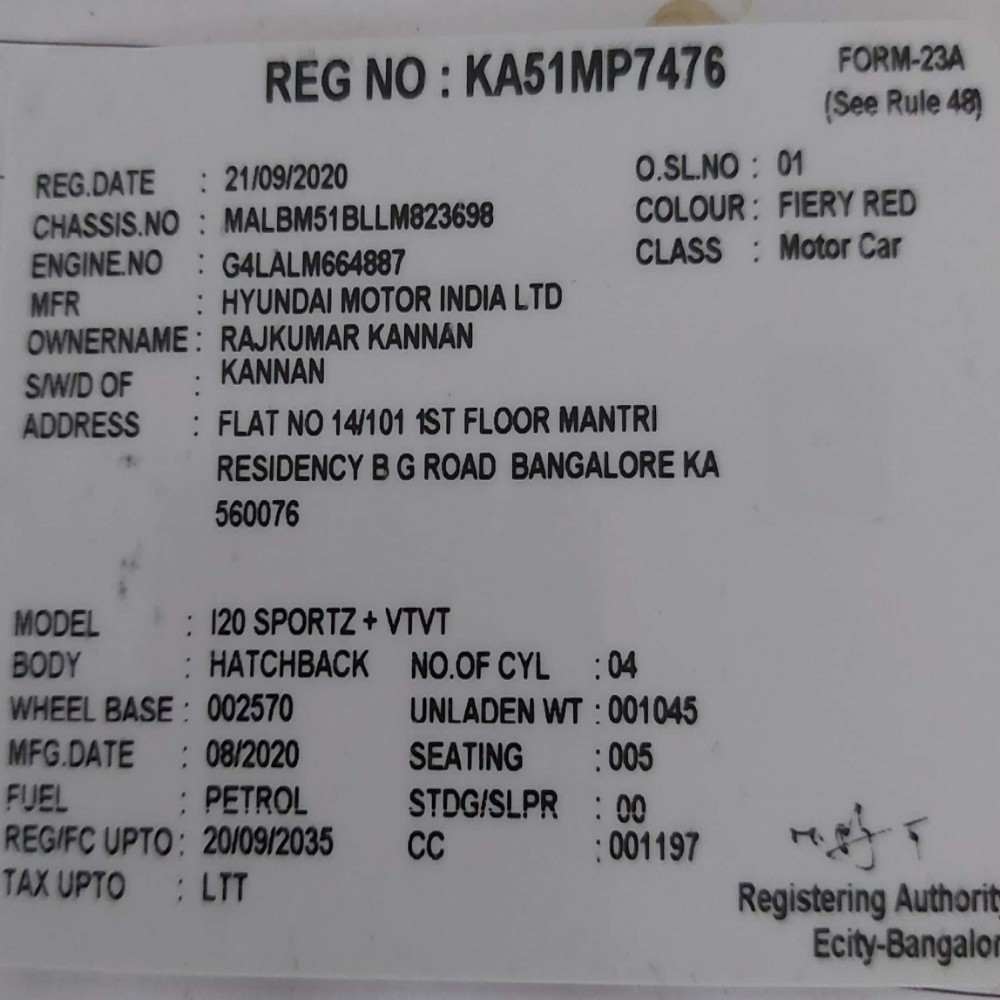 REG NO : KA51MP7476
FORM-23A
(See Rule 48)
REG.DATE : 21/09/2020
O.SL.NO : 01
CHASSIS.NO : MALBM51BLLM823698
COLOUR : FIERY RED
ENGINE.NO : G4LALM664887
CLASS : Motor Car
MFR : HYUNDAI MOTOR INDIA LTD
OWNERNAME : RAJKUMAR KANNAN
S/W/D OF : KANNAN
ADDRESS : FLAT NO 14/101 1ST FLOOR MANTRI
RESIDENCY B G ROAD BANGALORE KA
560076
MODEL : I20 SPORTZ + VTVT
BODY : HATCHBACK NO.OF CYL : 04
WHEEL BASE : 002570 UNLADEN WT : 001045
MFG.DATE : 08/2020 SEATING : 005
FUEL : PETROL STDG/SLPR : 00
REG/FC UPTO : 20/09/2035 CC : 001197
TAX UPTO : LTT
Registering Authority
Ecity-Bangalor